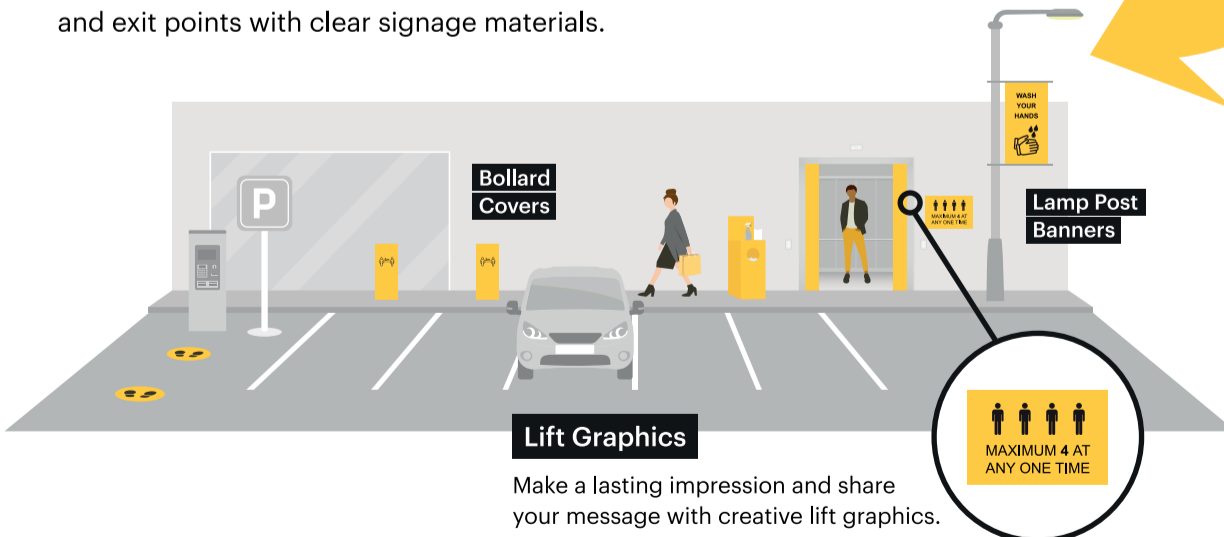 and exit points with clear signage materials.
WASH
YOUR
HANDS
P
Bollard
Covers
MAXIMUM 4 AT
ANY ONE TIME
Lamp Post
Banners
Lift Graphics
MAXIMUM 4 AT
ANY ONE TIME
Make a lasting impression and share
your message with creative lift graphics.